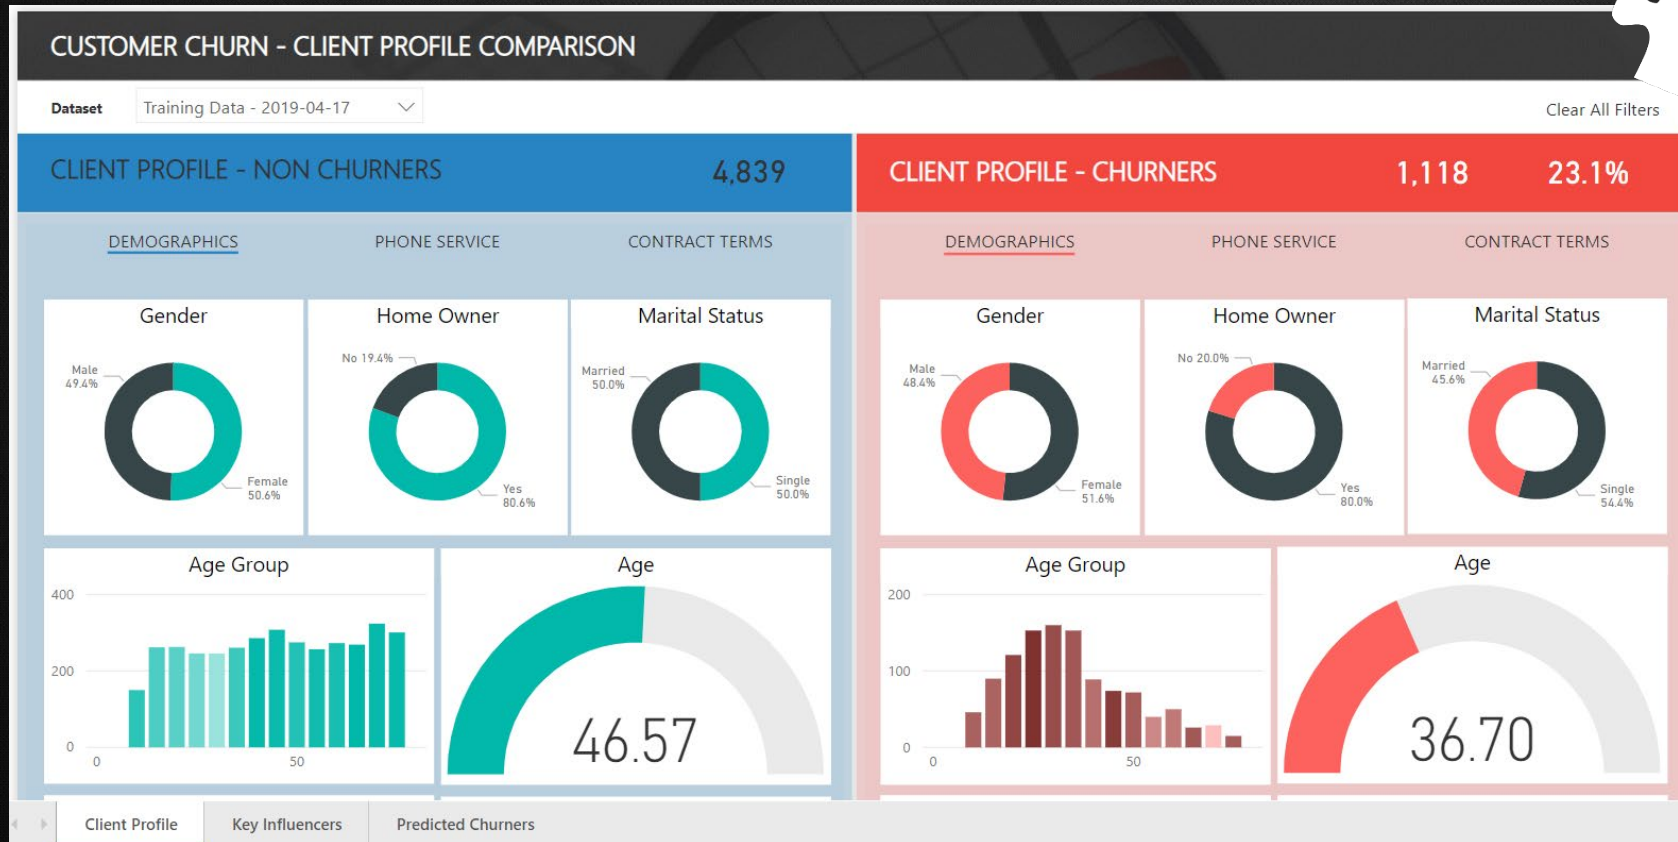 CUSTOMER CHURN - CLIENT PROFILE COMPARISON
Dataset
Training Data - 2019-04-17
Clear All Filters
CLIENT PROFILE - NON CHURNERS
4,839
DEMOGRAPHICS
PHONE SERVICE
CONTRACT TERMS
Gender
Male
49.4%
Female
50.6%
Home Owner
No 19.4%
Yes
80.6%
Marital Status
Married
50.0%
Single
50.0%
Age Group
400
200
0
0
50
Age
46.57
CLIENT PROFILE - CHURNERS
1,118
23.1%
DEMOGRAPHICS
PHONE SERVICE
CONTRACT TERMS
Gender
Male
48.4%
Female
51.6%
Home Owner
No 20.0%
Yes
80.0%
Marital Status
Married
45.6%
Single
54.4%
Age Group
200
100
0
0
50
Age
36.70
Client Profile
Key Influencers
Predicted Churners